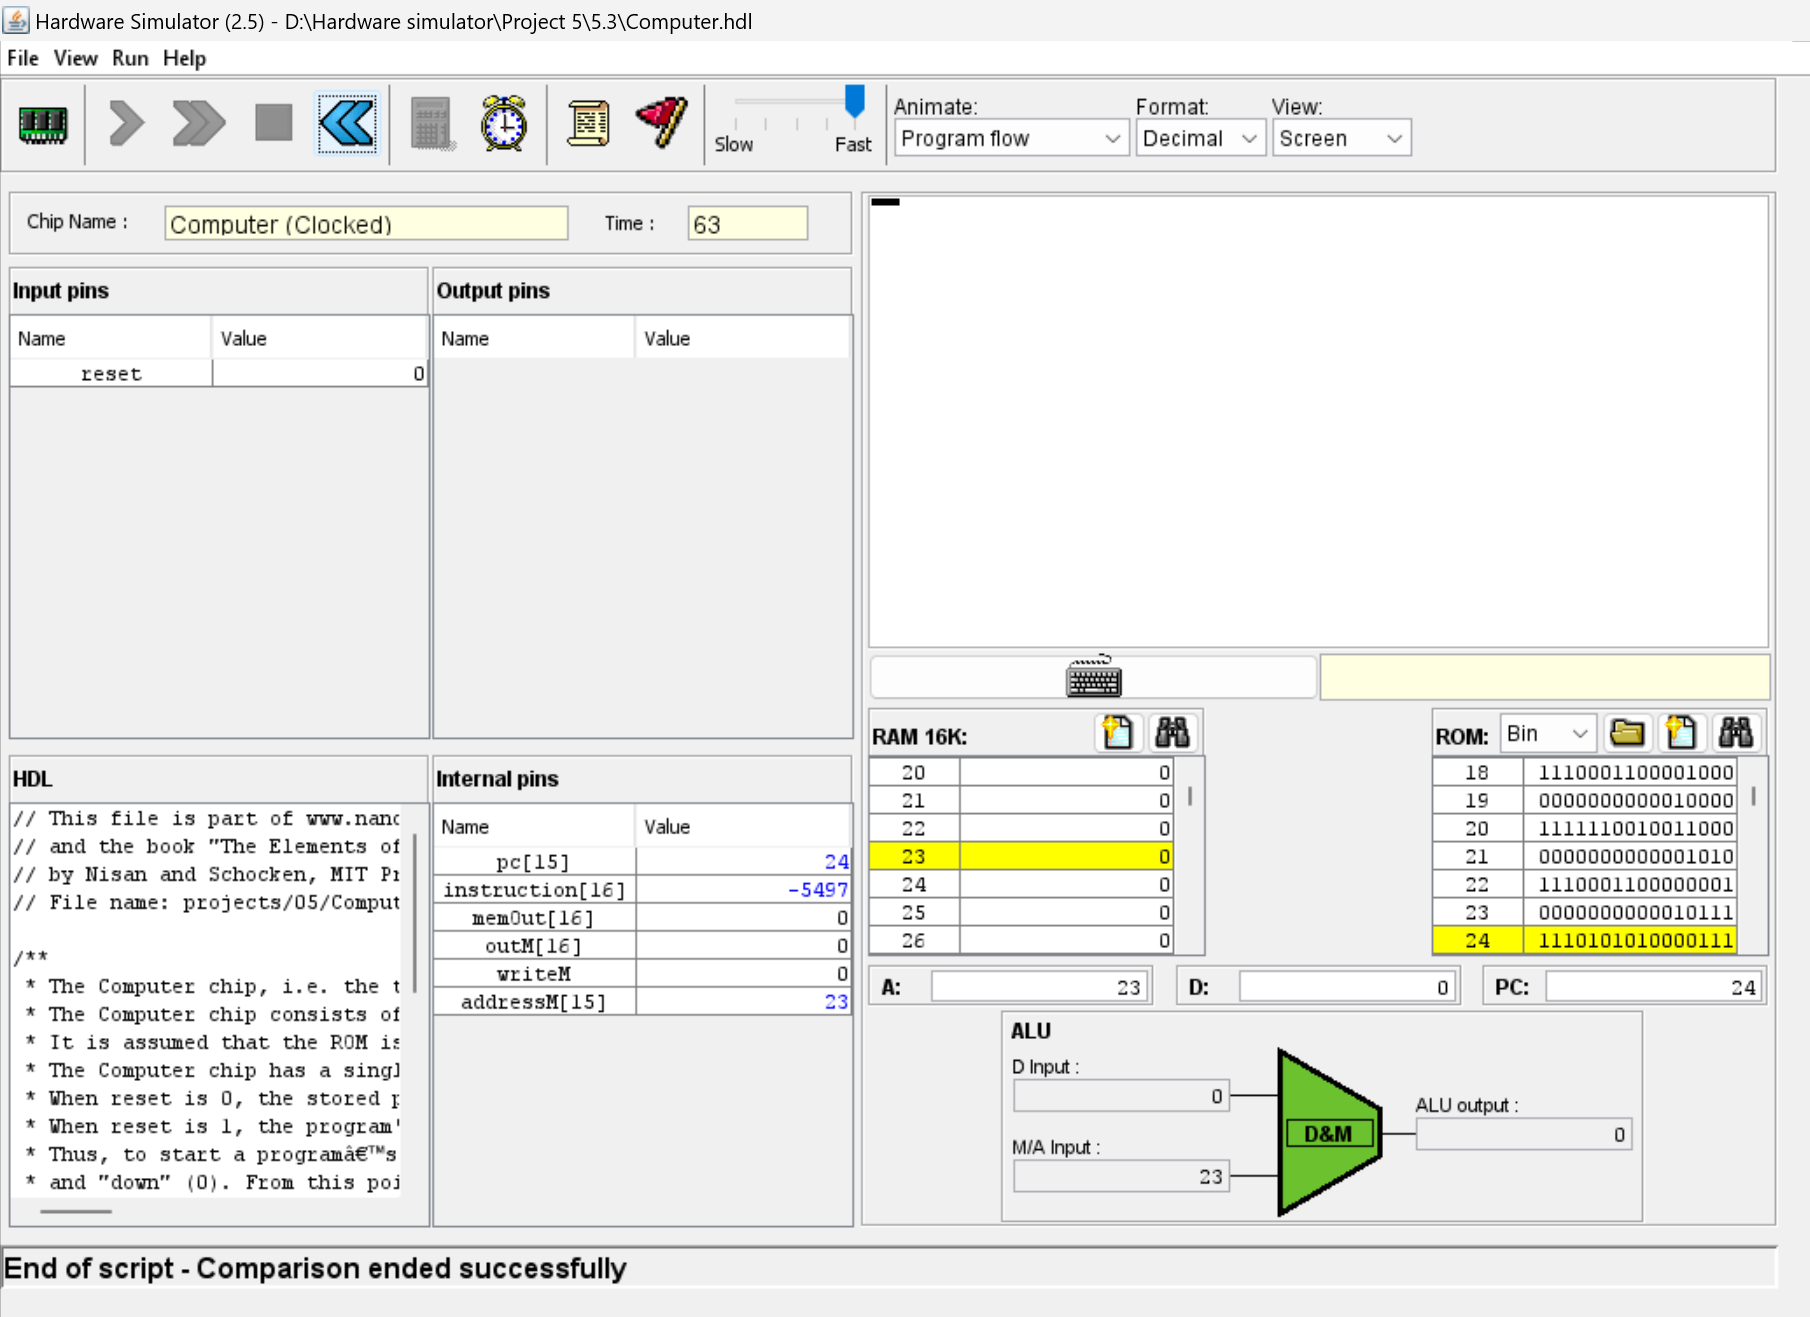 Hardware Simulator (2.5) - D:\Hardware simulator\Project 5\5.3\Computer.hdl
File View Run Help
Slow Fast
Animate: Format: View:
Program flow Decimal Screen
Chip Name : Computer (Clocked) Time : 63
Input pins
Name Value
reset 0
Output pins
Name Value
HDL
// This file is part of www.nanc
// and the book "The Elements of
// by Nisan and Schocken, MIT Pr
// File name: projects/05/Comput
/**
* The Computer chip, i.e. the t
* The Computer chip consists of
* It is assumed that the ROM is
* The Computer chip has a singl
* When reset is 0, the stored p
* When reset is 1, the program'
* Thus, to start a programâ€™s
* and "down" (0). From this poi
Internal pins
Name Value
pc[15] 24
instruction[16] -5497
memOut[16] 0
outM[16] 0
writeM 0
addressM[15] 23
RAM 16K:
20 0
21 0
22 0
23 0
24 0
25 0
26 0
ROM: Bin
18 1110001100001000
19 0000000000010000
20 1111110010011000
21 0000000000001010
22 1110001100000001
23 0000000000010111
24 1110101010000111
A: 23 D: 0 PC: 24
ALU
D Input :
0
M/A Input :
23
D&M
ALU output :
0
End of script - Comparison ended successfully